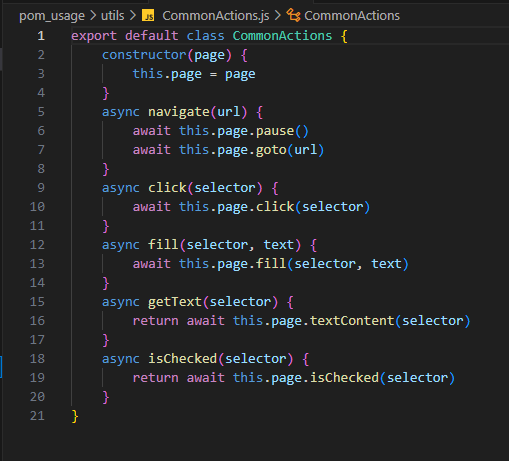 pom_usage > utils > JS CommonActions.js > CommonActions
1 export default class CommonActions {
2     constructor(page) {
3         this.page = page
4     }
5     async navigate(url) {
6         await this.page.pause()
7         await this.page.goto(url)
8     }
9     async click(selector) {
10         await this.page.click(selector)
11     }
12     async fill(selector, text) {
13         await this.page.fill(selector, text)
14     }
15     async getText(selector) {
16         return await this.page.textContent(selector)
17     }
18     async isChecked(selector) {
19         return await this.page.isChecked(selector)
20     }
21 }